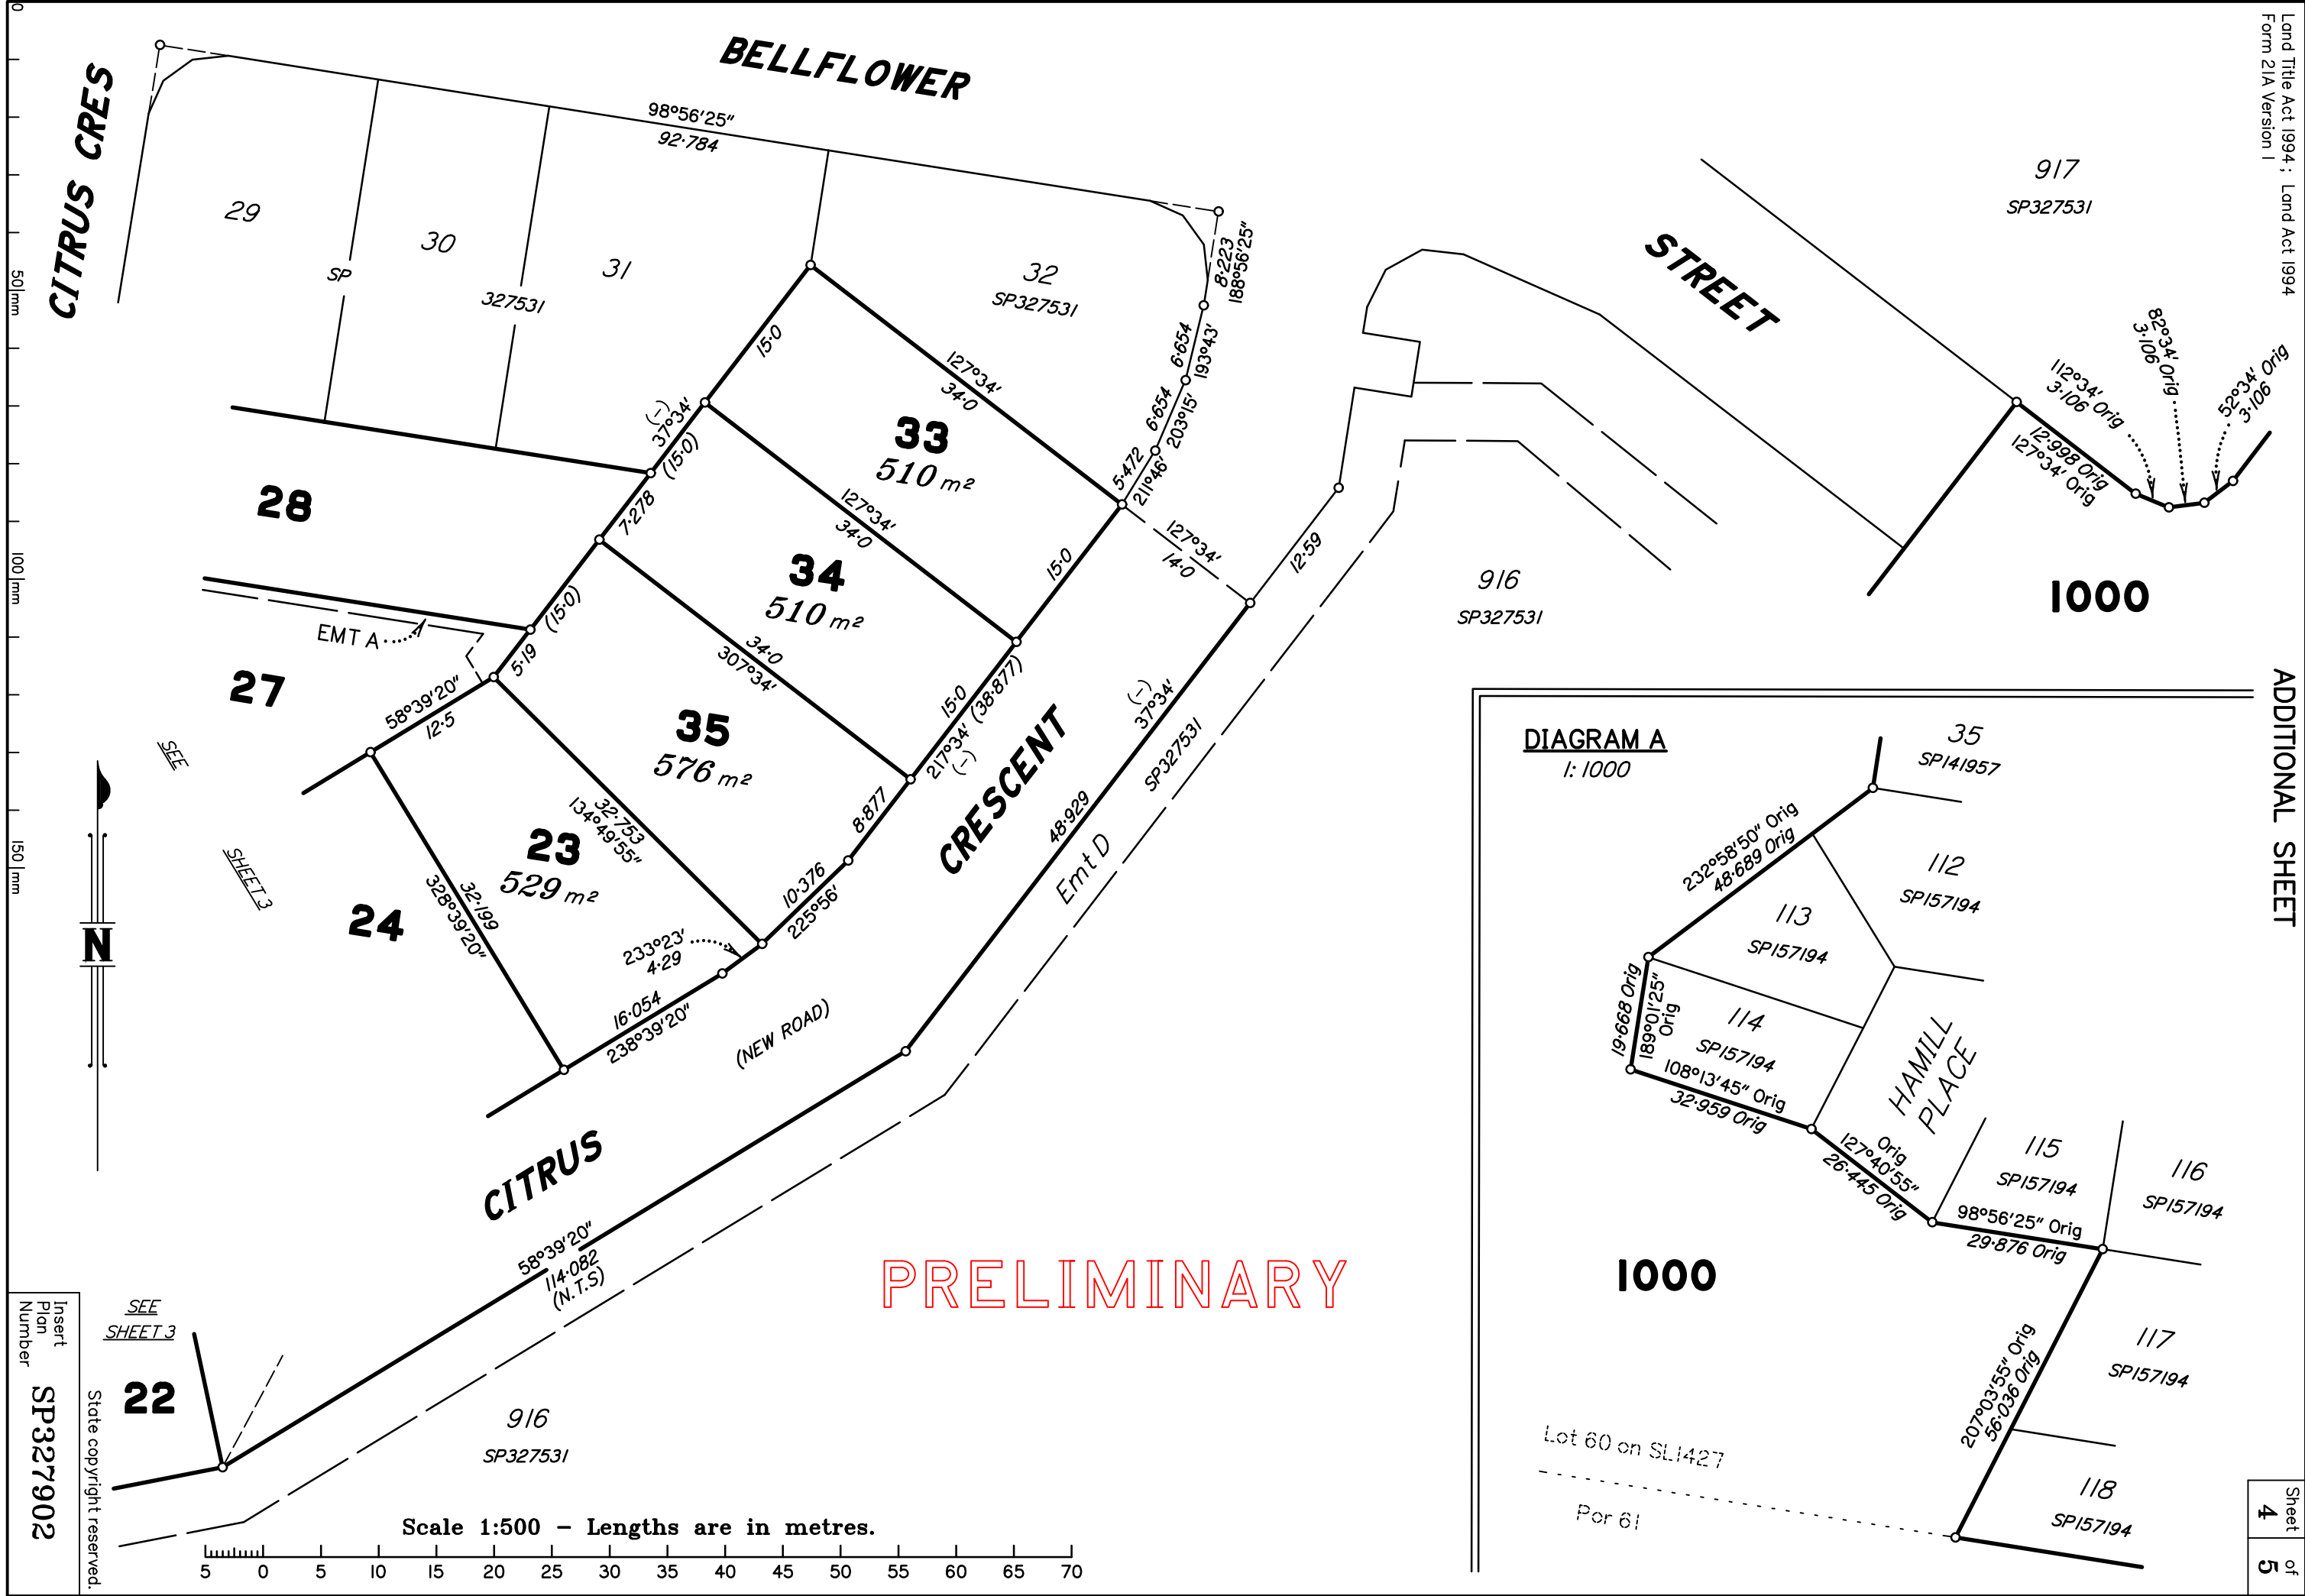 Land Title Act 1994 ; Land Act 1994
Form 21A Version 1
ADDITIONAL SHEET
Sheet
4
of
5
BELLFLOWER
STREET
CITRUS CRES
98°56'25"
92·784
917
SP327531
29
30
31
32
SP327531
SP
327531
8·223
188°56'25"
6·654
193°43'
6·654
203°15'
5·472
211°46'
112°34' Orig
3·106
82°34' Orig
3·106
52°34' Orig
3·106
12·998 Orig
127°34' Orig
15·0
127°34'
34·0
33
510 m²
(-)
37°34'
(15·0)
7·278
127°34'
34·0
34
510 m²
15·0
127°34'
14·0
12·59
916
SP327531
1000
28
(15·0)
EMT A
5·19
27
58°39'20"
12·5
34·0
307°34'
35
576 m²
15·0
(38·877)
217°34'
(-)
8·877
CRESCENT
(-)
37°34'
SP327531
48·929
Emt D
SEE
SHEET 3
32·753
134°49'55"
23
529 m²
10·376
225°56'
233°23'
4·29
32·199
328°39'20"
24
16·054
238°39'20"
(NEW ROAD)
CITRUS
58°39'20"
114·082
(N.T.S)
N
SEE
SHEET 3
22
916
SP327531
PRELIMINARY
DIAGRAM A
1: 1000
35
SP141957
232°58'50" Orig
48·689 Orig
112
SP157194
113
SP157194
19·668 Orig
189°01'25"
Orig
114
SP157194
108°13'45" Orig
32·959 Orig
HAMILL
PLACE
Orig
127°40'55"
26·445 Orig
115
SP157194
116
SP157194
98°56'25" Orig
29·876 Orig
1000
207°03'55" Orig
56·036 Orig
117
SP157194
118
SP157194
Lot 60 on SL1427
Por 61
Scale 1:500 – Lengths are in metres.
5 0 5 10 15 20 25 30 35 40 45 50 55 60 65 70
0
50 mm
100 mm
150 mm
State copyright reserved.
Insert
Plan
Number
SP327902